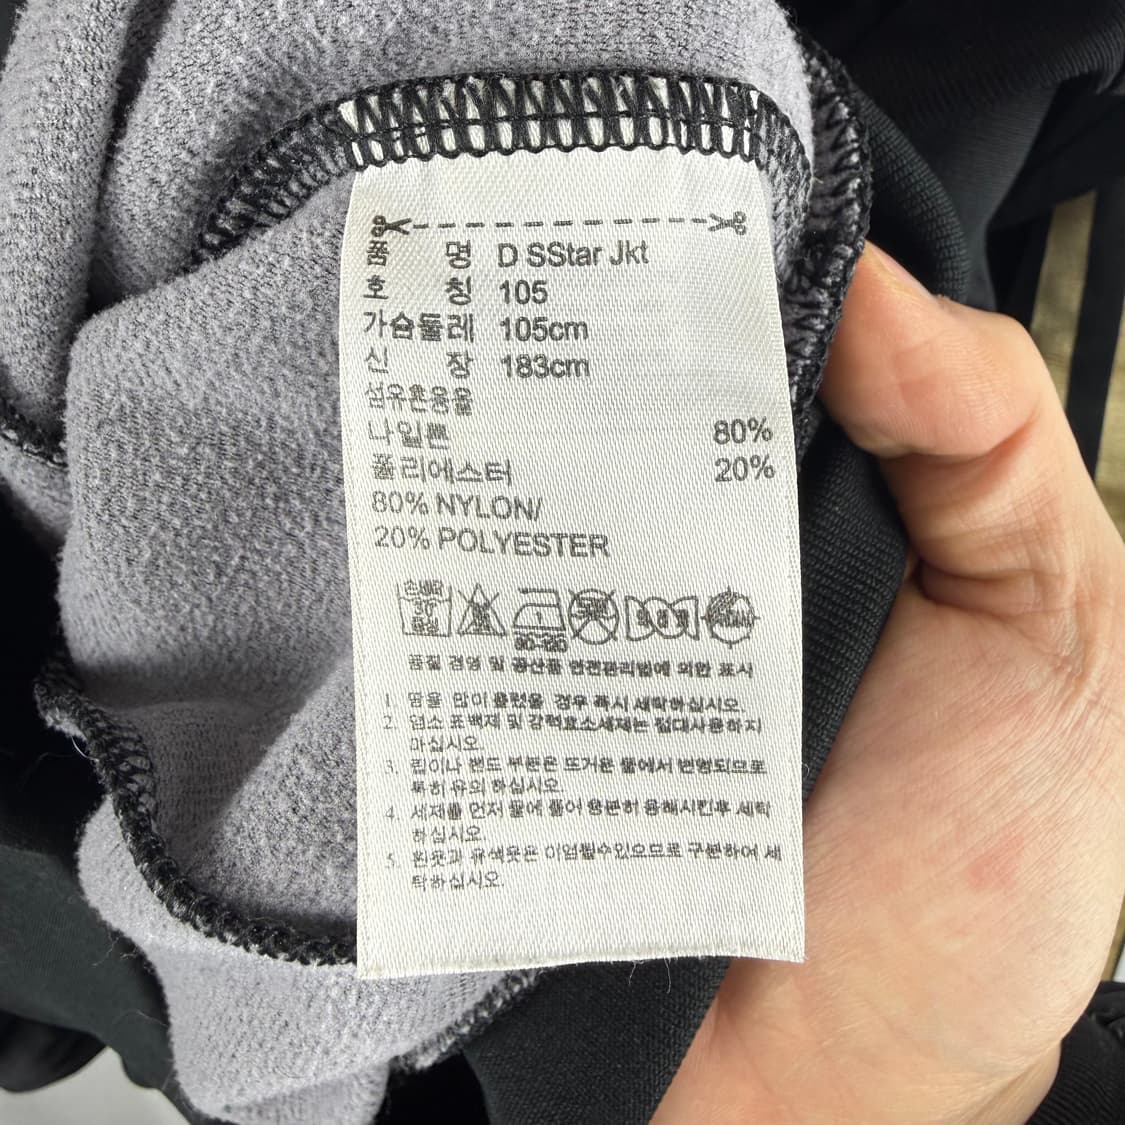 품 명 D SStar Jkt
호 칭 105
가슴둘레 105cm
신 장 183cm
섬유혼용율
나일론 80%
폴리에스터 20%
80% NYLON/
20% POLYESTER
80-120
품질 경영 및 공산품 안전관리법에 의한 표시
1. 땀을 많이 흘렸을 경우 즉시 세탁하십시오.
2. 염소 표백제 및 강력효소세제는 절대사용하지
마십시오.
3. 립이나 밴드 부분은 뜨거운 물에서 변형되므로
특히 유의 하십시오.
4. 세제를 먼저 물에 풀어 충분히 용해시킨후 세탁
하십시오.
5. 흰옷과 유색옷은 이염될수있으므로 구분하여 세
탁하십시오.